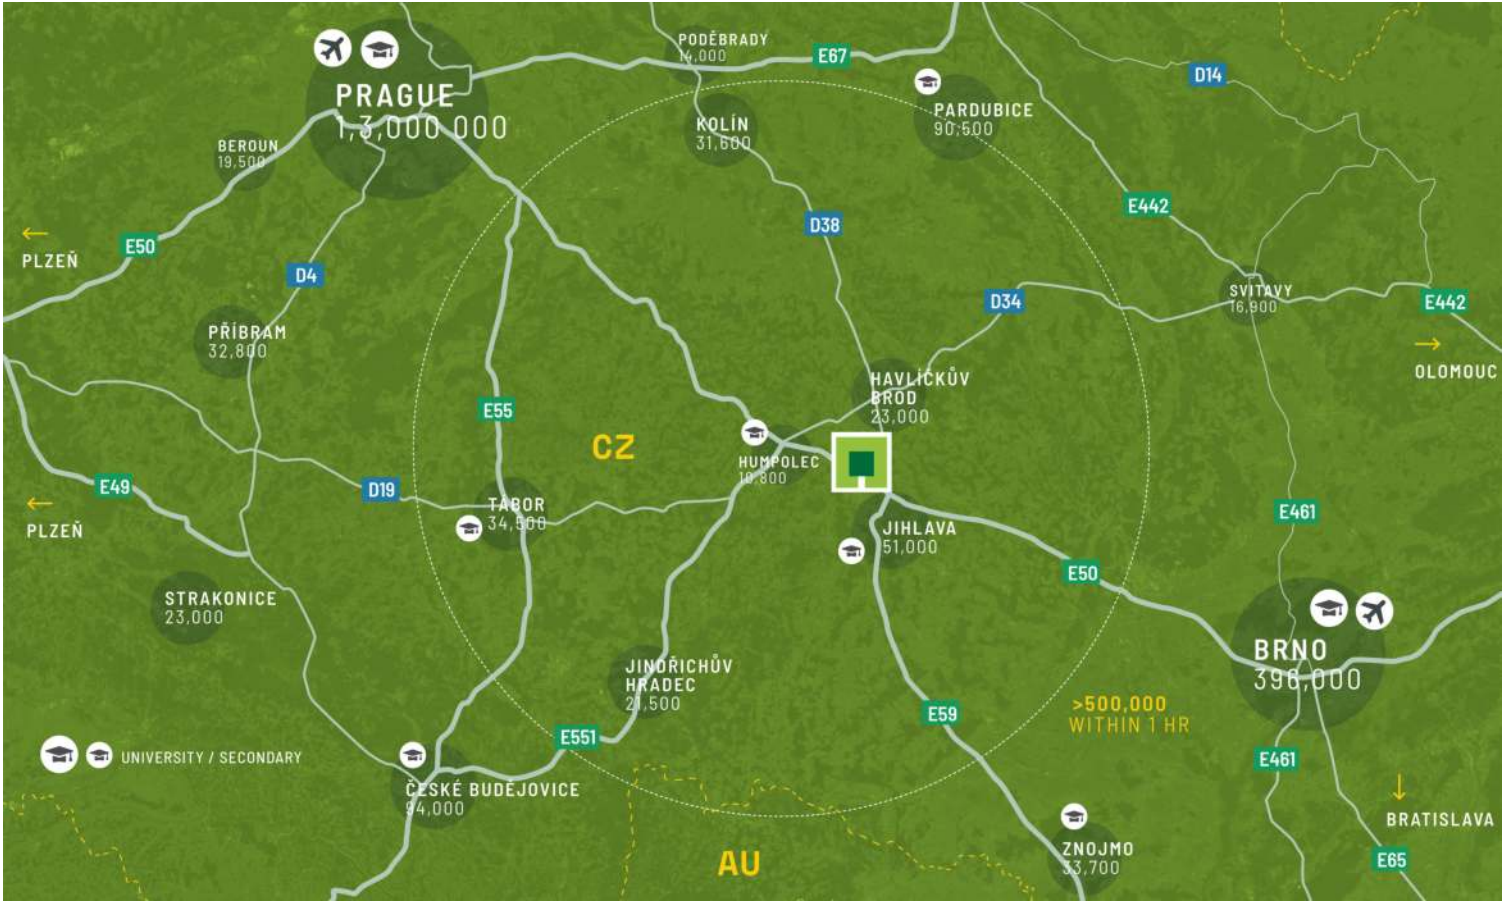 PODĚBRADY
14,000
E67
D14
PRAGUE
1,3,000 000
PARDUBICE
90,500
KOLÍN
31,600
BEROUN
19,500
E442
D38
PLZEŇ
E50
D4
SVITAVY
16,900
D34
E442
PŘÍBRAM
32,800
OLOMOUC
HAVLÍČKŮV
BROD
23,000
E55
CZ
HUMPOLEC
10,800
E49
D19
TÁBOR
34,500
E461
PLZEŇ
JIHLAVA
51,000
E50
STRAKONICE
23,000
BRNO
396,000
JINDŘICHŮV
HRADEC
21,500
>500,000
WITHIN 1 HR
E59
E551
UNIVERSITY / SECONDARY
E461
ČESKÉ BUDĚJOVICE
94,000
BRATISLAVA
ZNOJMO
33,700
AU
E65